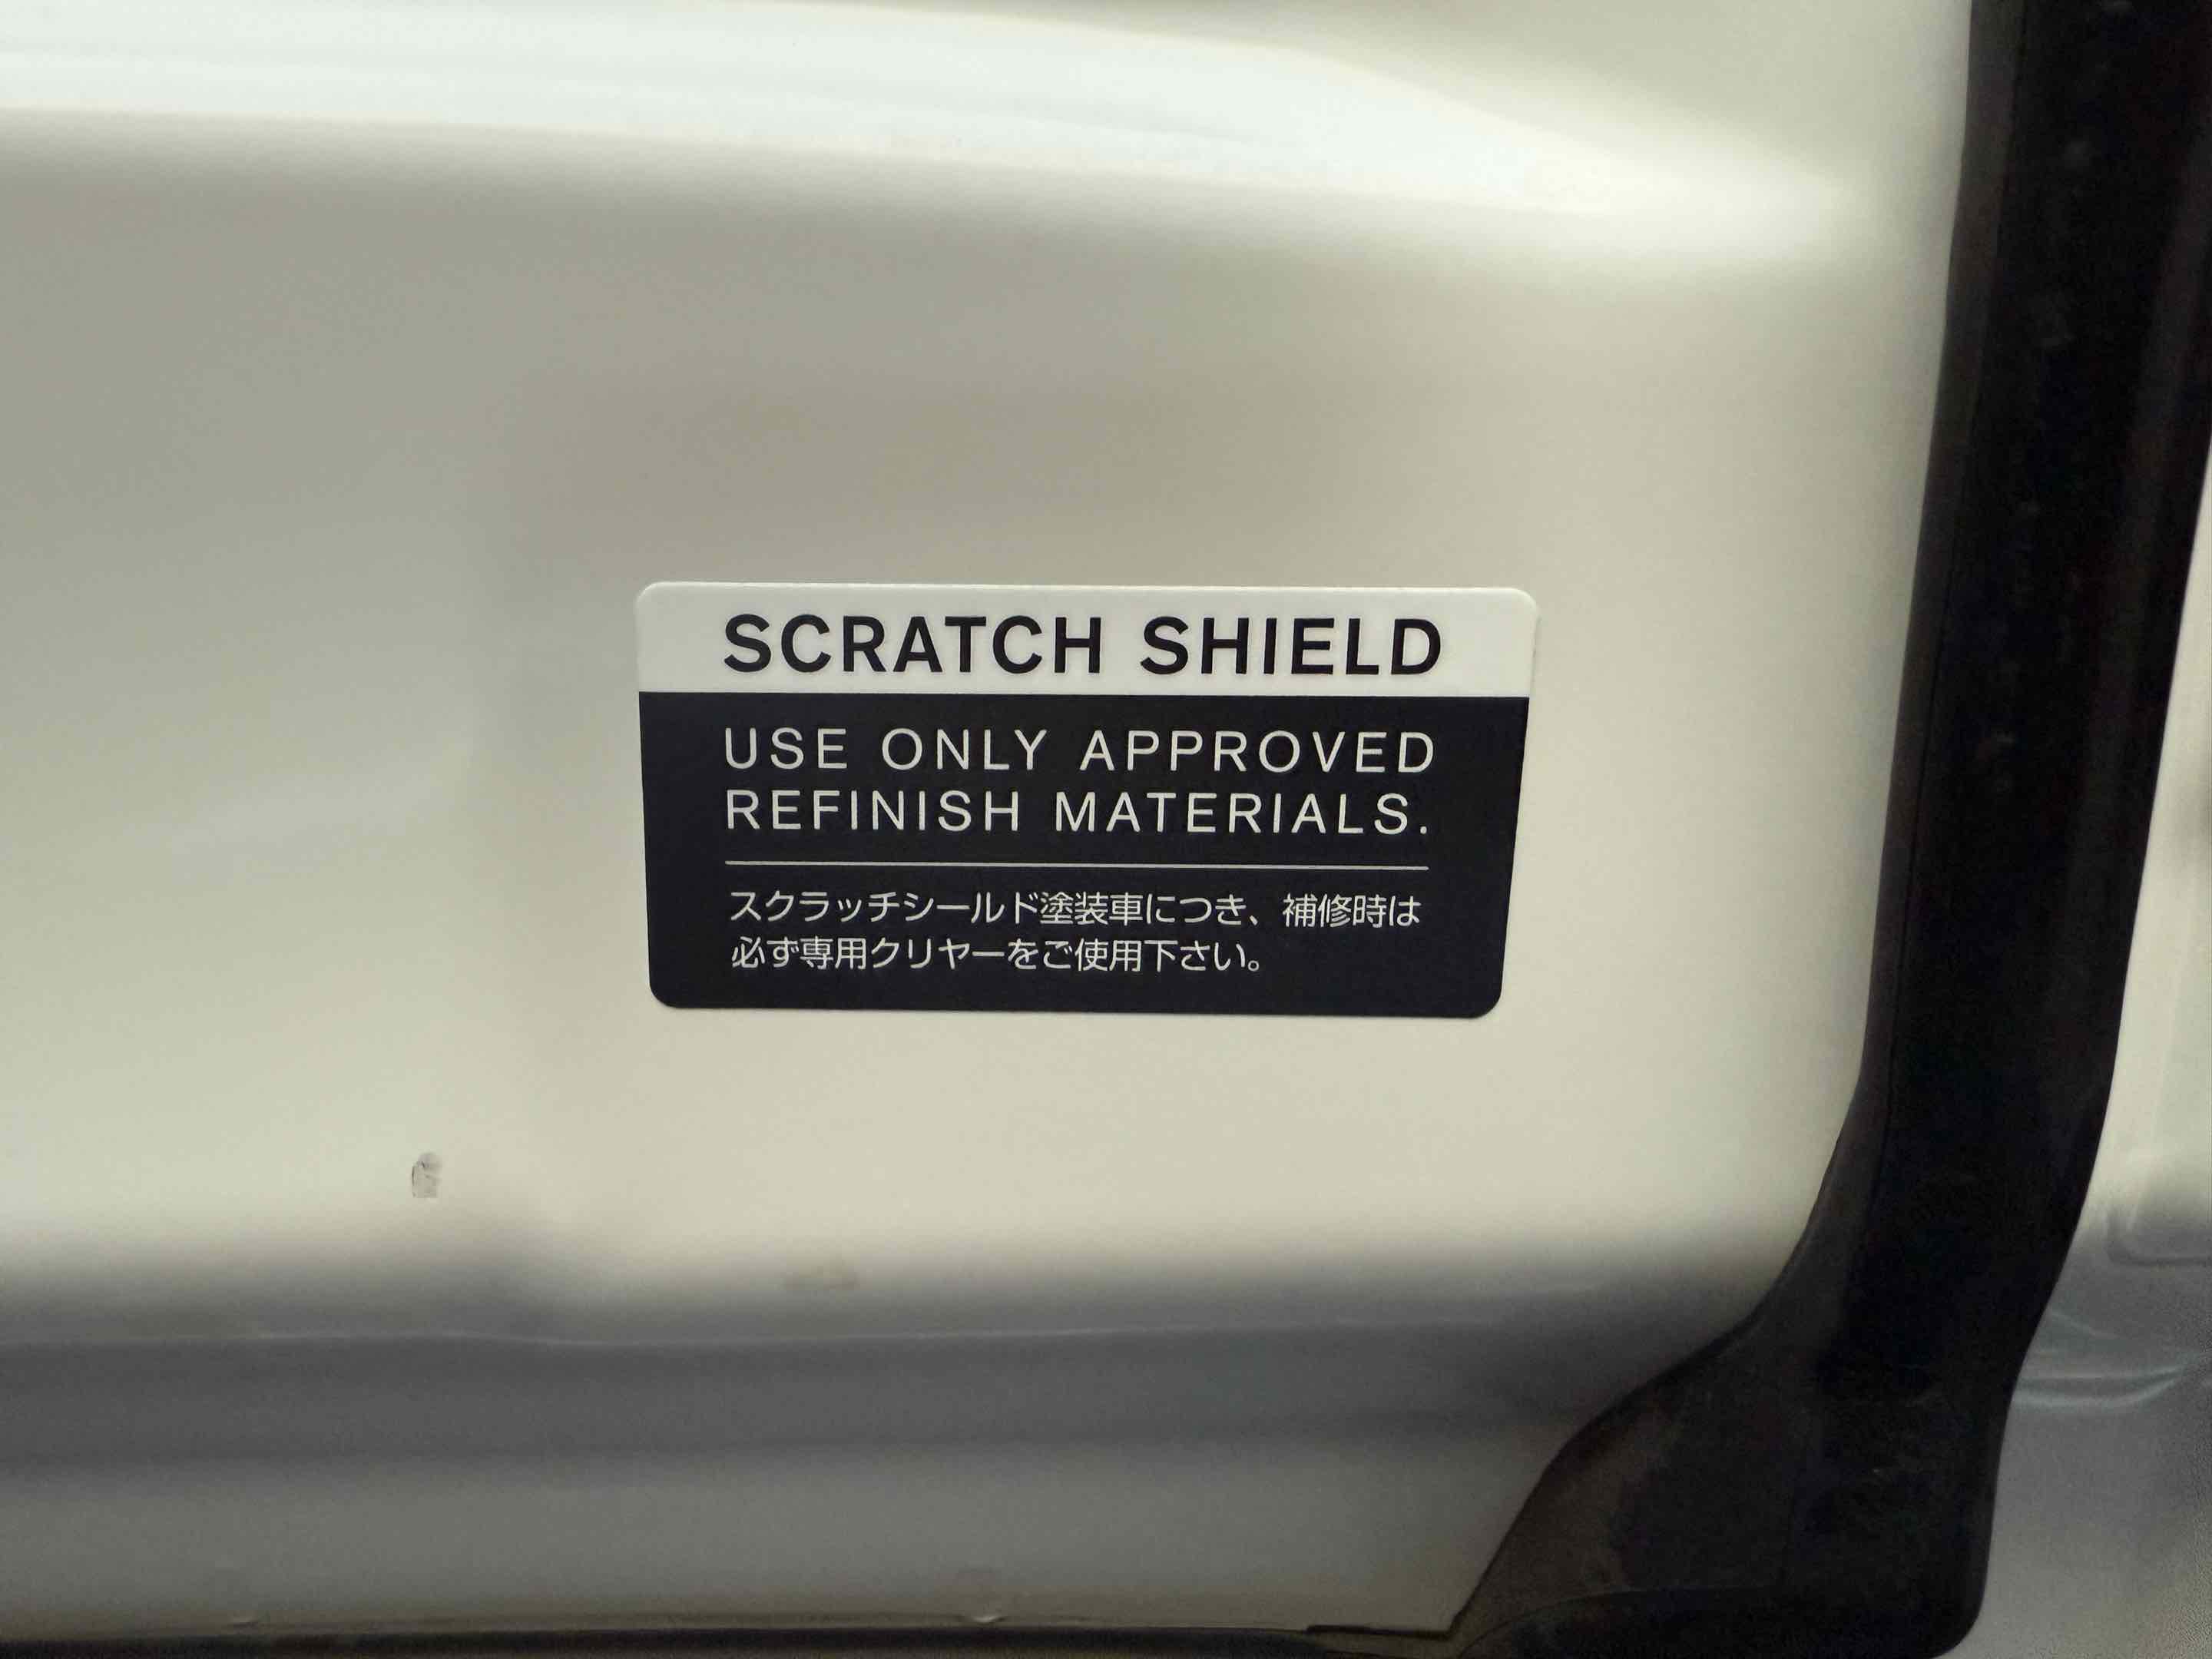 SCRATCH SHIELD
USE ONLY APPROVED
REFINISH MATERIALS.
スクラッチシールド塗装車につき、補修時は
必ず専用クリヤーをご使用下さい。